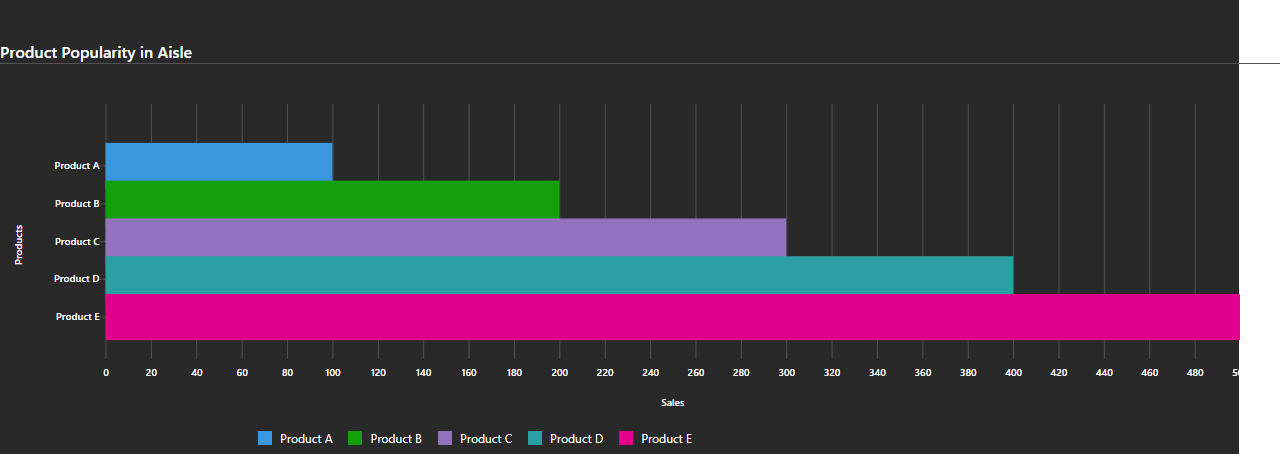 Product Popularity in Aisle
Products
Product A
Product B
Product C
Product D
Product E
0 20 40 60 80 100 120 140 160 180 200 220 240 260 280 300 320 340 360 380 400 420 440 460 480
Sales
Product A Product B Product C Product D Product E